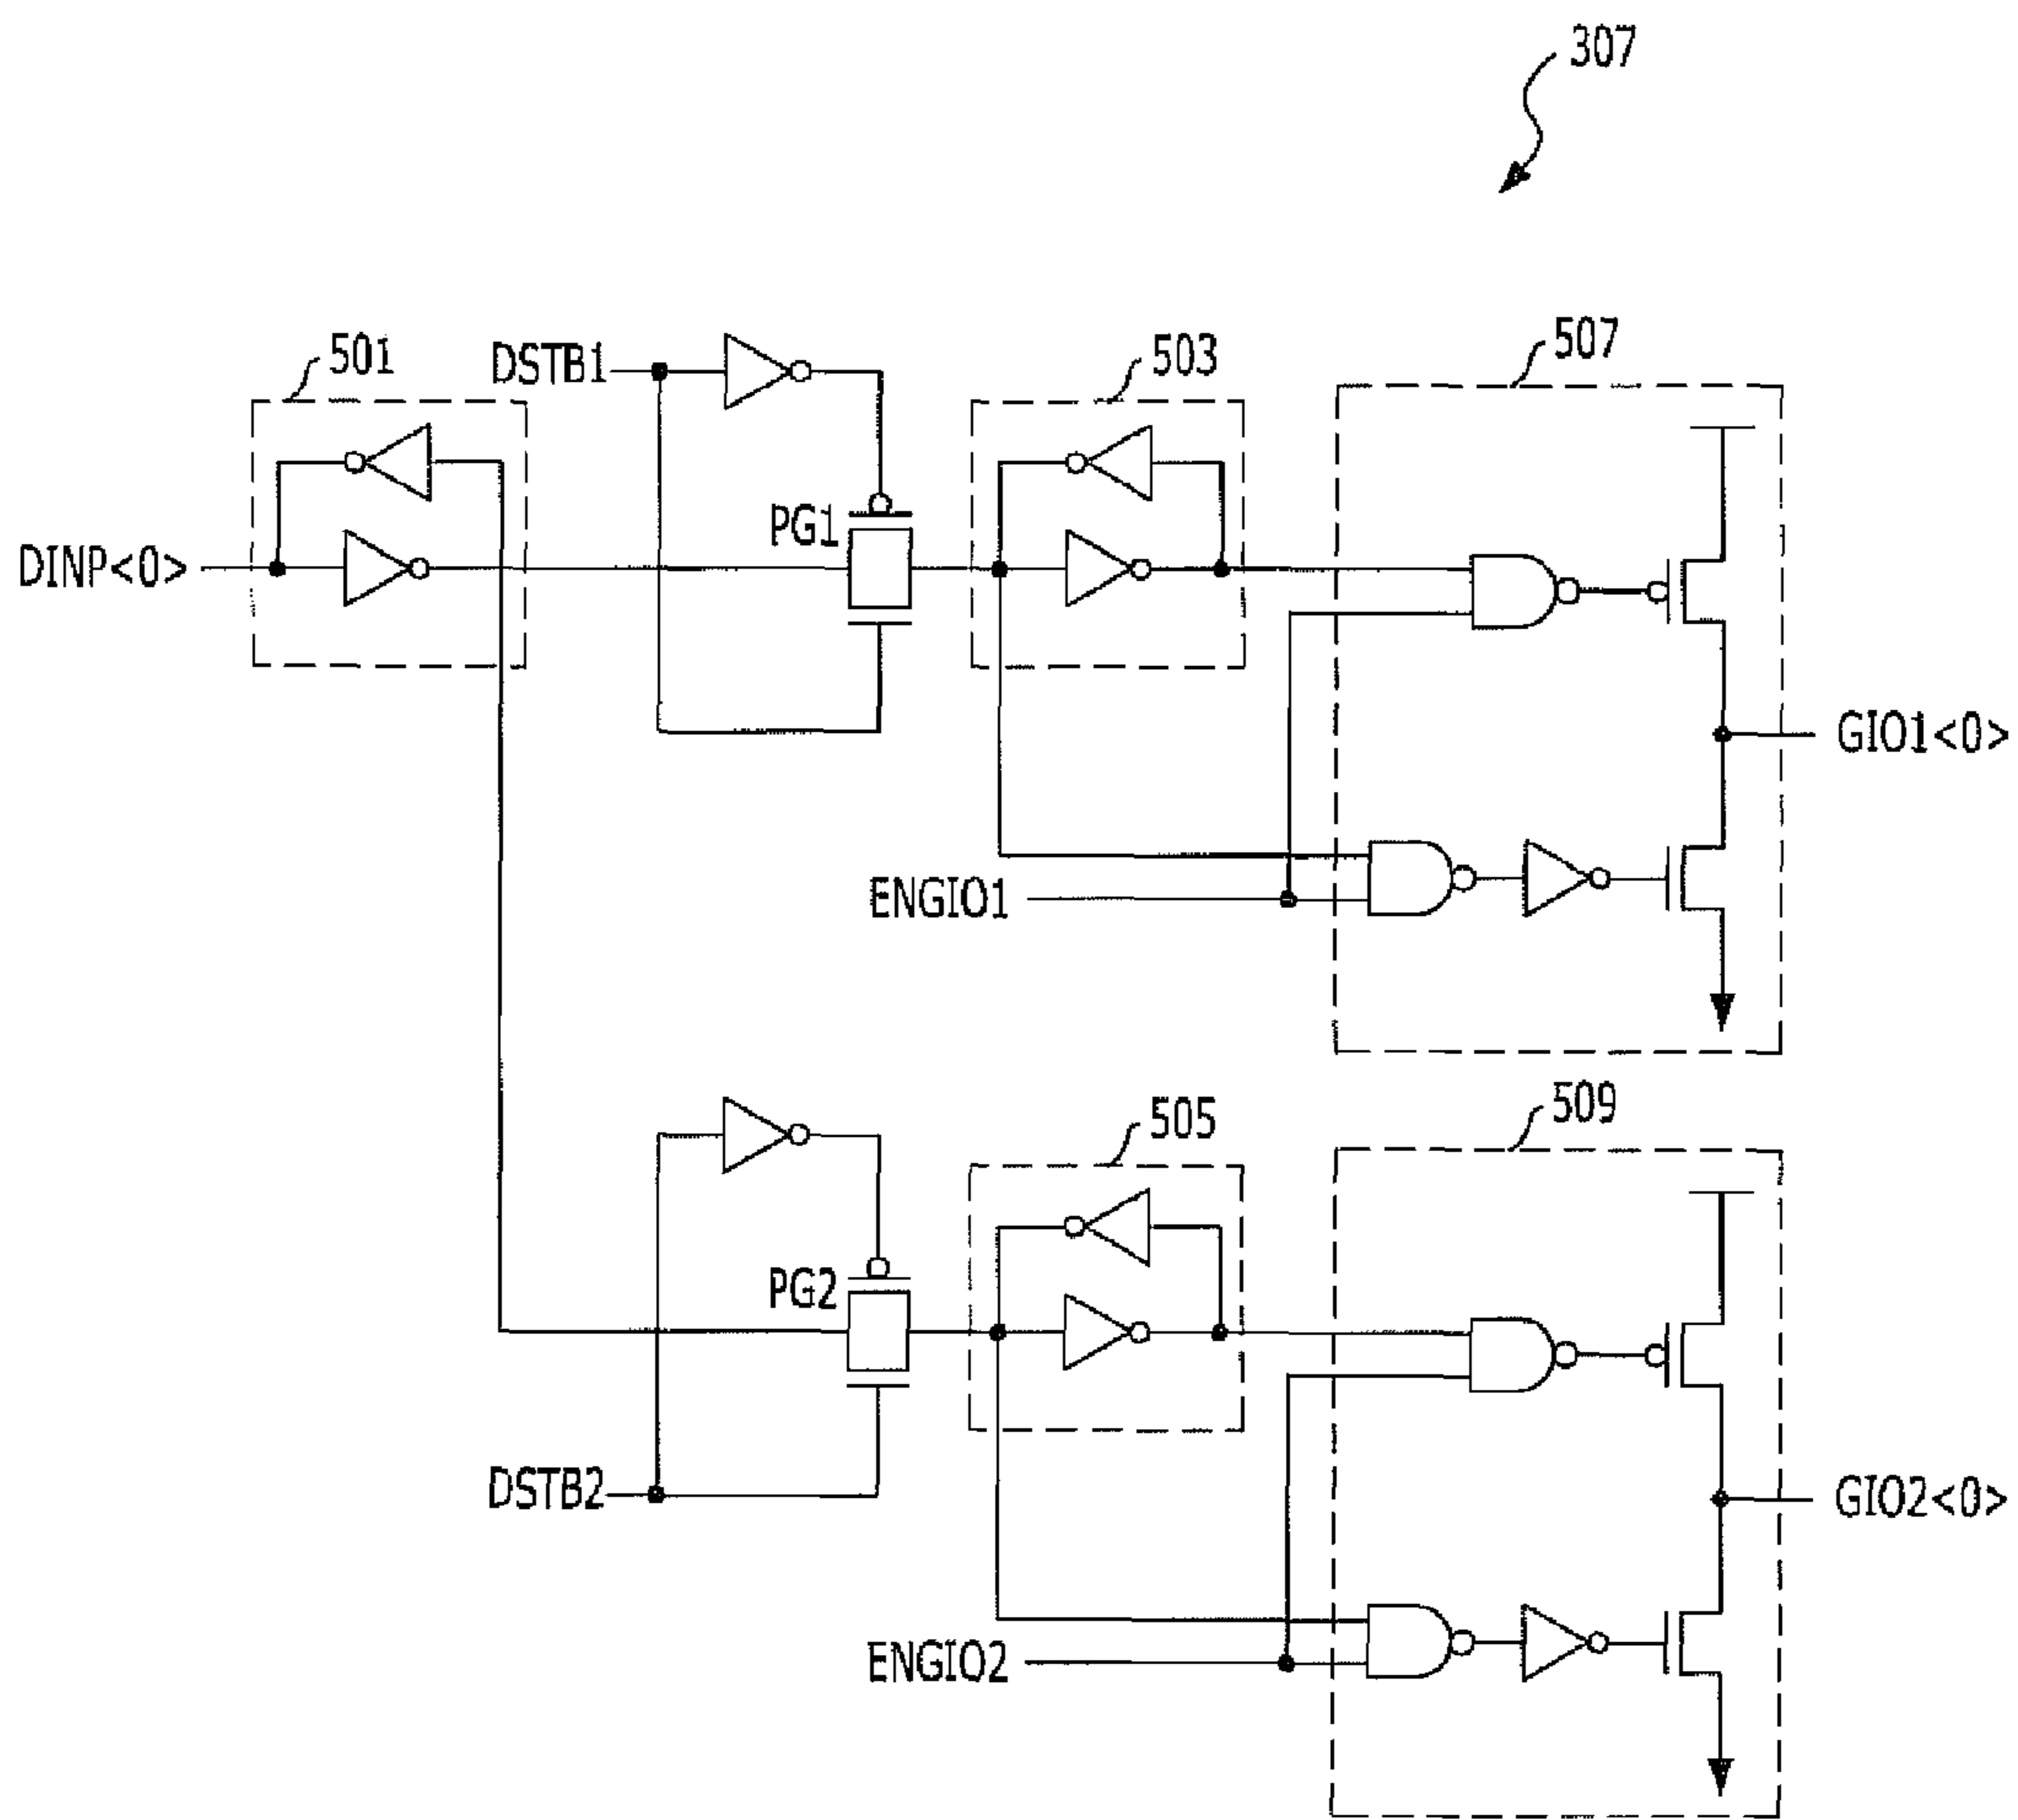 307
501
DSTB1
503
507
PG1
DINP<0>
GIO1<0>
ENGIO1
505
509
PG2
DSTB2
GIO2<0>
ENGIO2